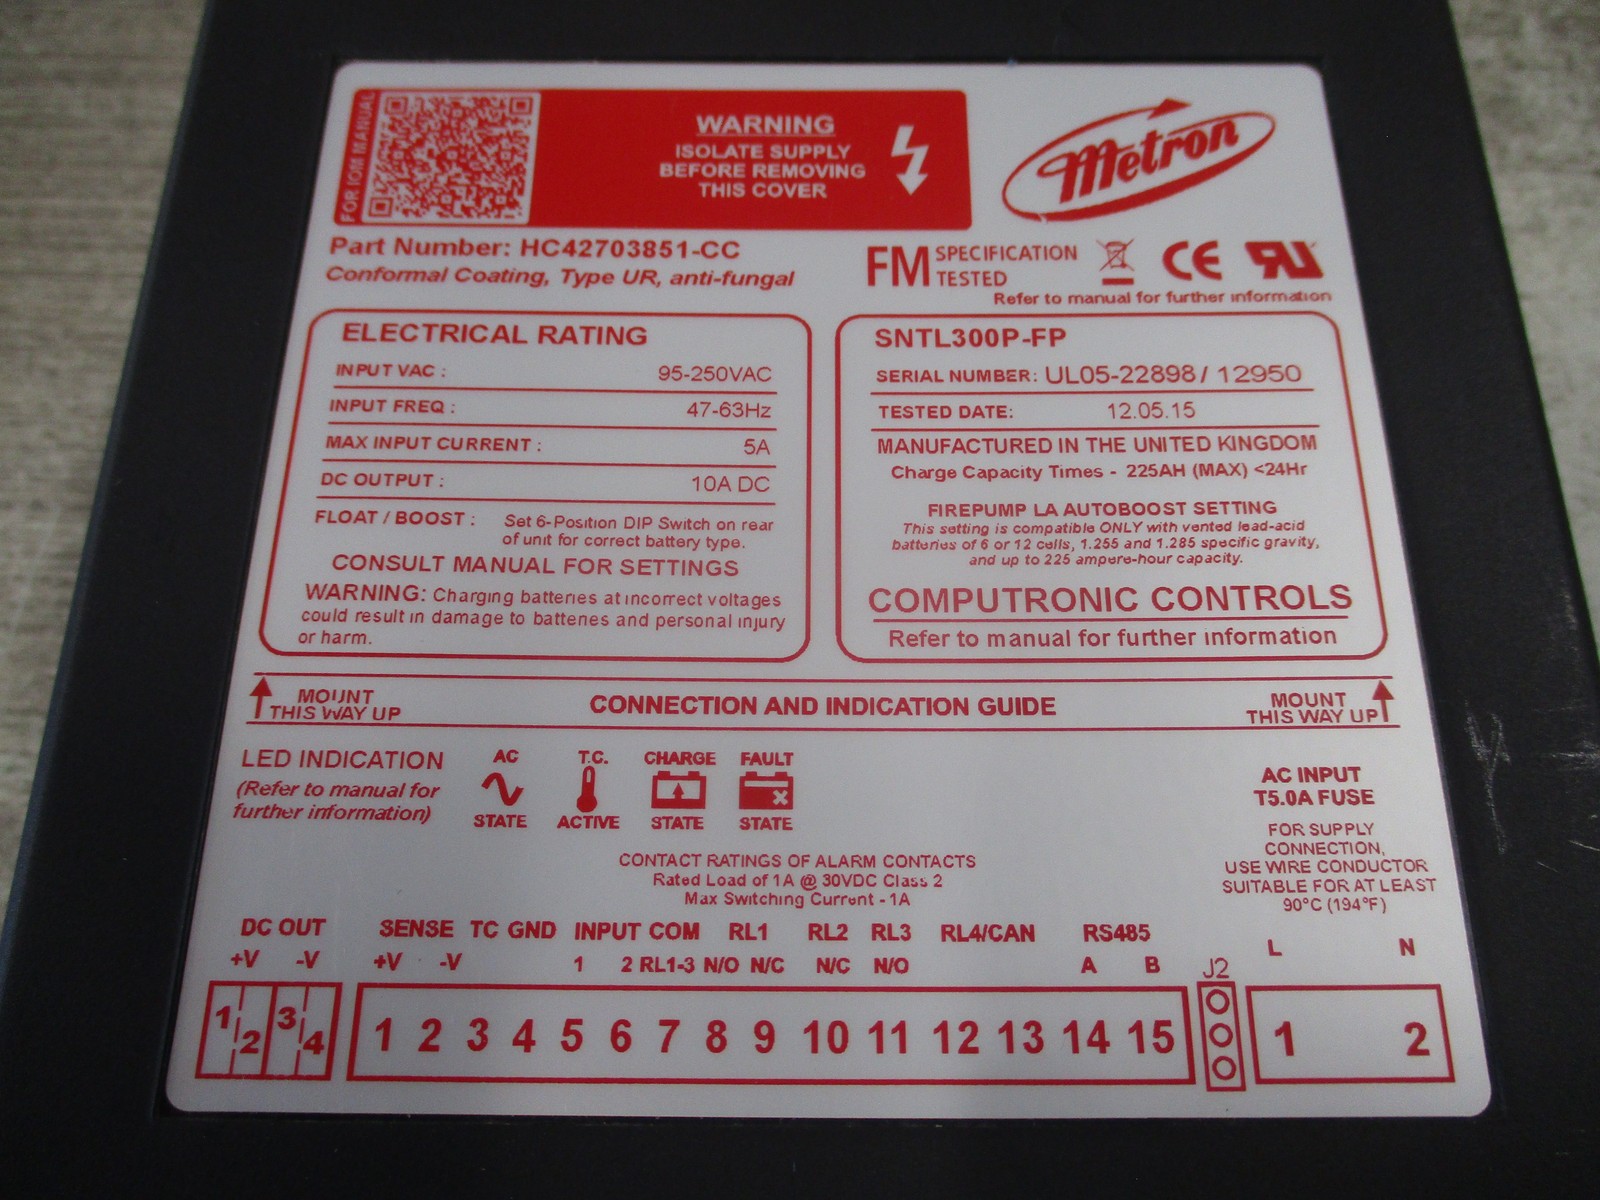 FOR IOM MANUAL
WARNING
ISOLATE SUPPLY
BEFORE REMOVING
THIS COVER
Metron
Part Number: HC42703851-CC
Conformal Coating, Type UR, anti-fungal
FM SPECIFICATION
TESTED
CE
Refer to manual for further information
ELECTRICAL RATING
INPUT VAC : 95-250VAC
INPUT FREQ : 47-63Hz
MAX INPUT CURRENT : 5A
DC OUTPUT : 10A DC
FLOAT / BOOST : Set 6-Position DIP Switch on rear
of unit for correct battery type.
CONSULT MANUAL FOR SETTINGS
WARNING: Charging batteries at incorrect voltages
could result in damage to batteries and personal injury
or harm.
SNTL300P-FP
SERIAL NUMBER: UL05-22898 / 12950
TESTED DATE: 12.05.15
MANUFACTURED IN THE UNITED KINGDOM
Charge Capacity Times - 225AH (MAX) <24Hr
FIREPUMP LA AUTOBOOST SETTING
This setting is compatible ONLY with vented lead-acid
batteries of 6 or 12 cells, 1.255 and 1.285 specific gravity,
and up to 225 ampere-hour capacity.
COMPUTRONIC CONTROLS
Refer to manual for further information
MOUNT
THIS WAY UP
CONNECTION AND INDICATION GUIDE
MOUNT
THIS WAY UP
LED INDICATION
(Refer to manual for
further information)
AC T.C. CHARGE FAULT
STATE ACTIVE STATE STATE
AC INPUT
T5.0A FUSE
FOR SUPPLY
CONNECTION,
USE WIRE CONDUCTOR
SUITABLE FOR AT LEAST
90°C (194°F)
CONTACT RATINGS OF ALARM CONTACTS
Rated Load of 1A @ 30VDC Class 2
Max Switching Current - 1A
DC OUT SENSE TC GND INPUT COM RL1 RL2 RL3 RL4/CAN RS485
+V -V +V -V 1 2 RL1-3 N/O N/C N/C N/O A B J2 L N
1 2 3 4 1 2 3 4 5 6 7 8 9 10 11 12 13 14 15 1 2